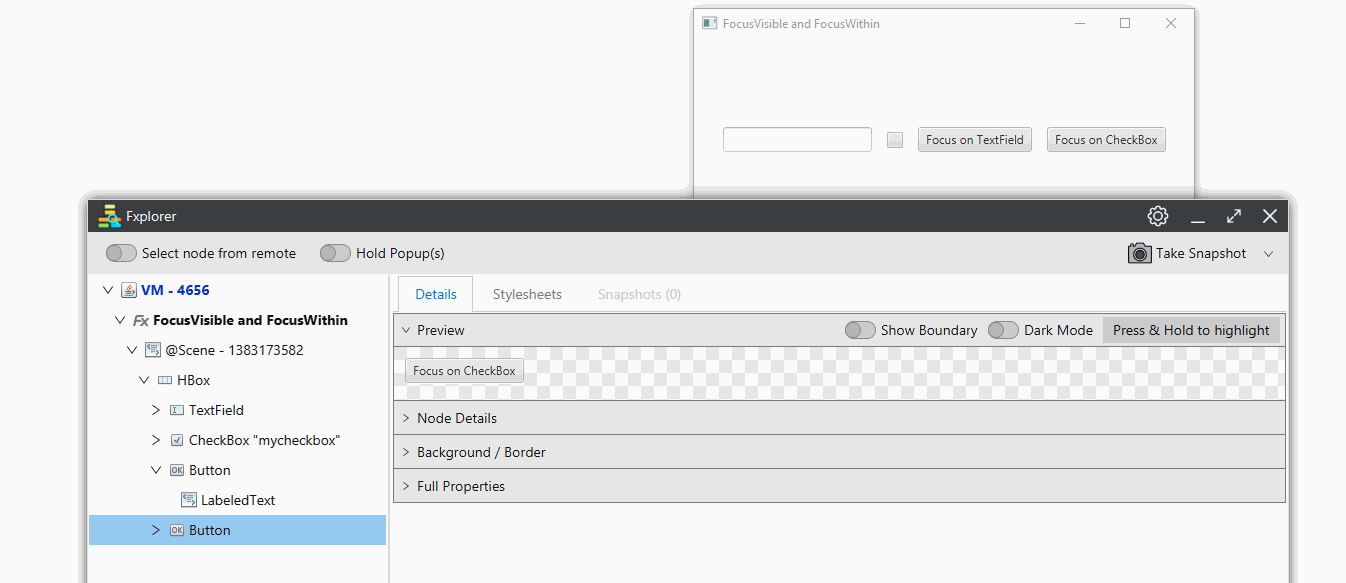 FocusVisible and FocusWithin
Focus on TextField
Focus on CheckBox
Fxplorer
Select node from remote
Hold Popup(s)
Take Snapshot
VM - 4656
Fx FocusVisible and FocusWithin
@Scene - 1383173582
HBox
TextField
CheckBox "mycheckbox"
OK Button
LabeledText
OK Button
Details
Stylesheets
Snapshots (0)
Preview
Show Boundary
Dark Mode
Press & Hold to highlight
Focus on CheckBox
Node Details
Background / Border
Full Properties